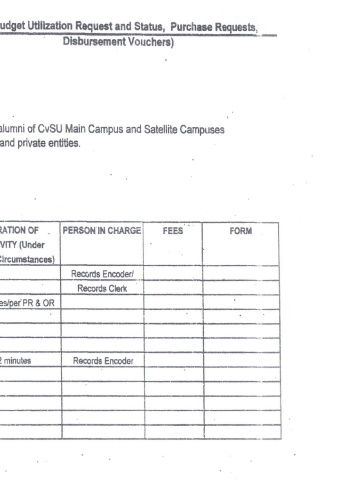 udget Utilization Request and Status, Purchase Requests,
Disbursement Vouchers)
alumni of CvSU Main Campus and Satellite Campuses
and private entities.
RATION OF PERSON IN CHARGE FEES FORM
VITY (Under
Circumstances)
Records Encoder/
Records Clerk
es/per PR & OR
2 minutes Records Encoder